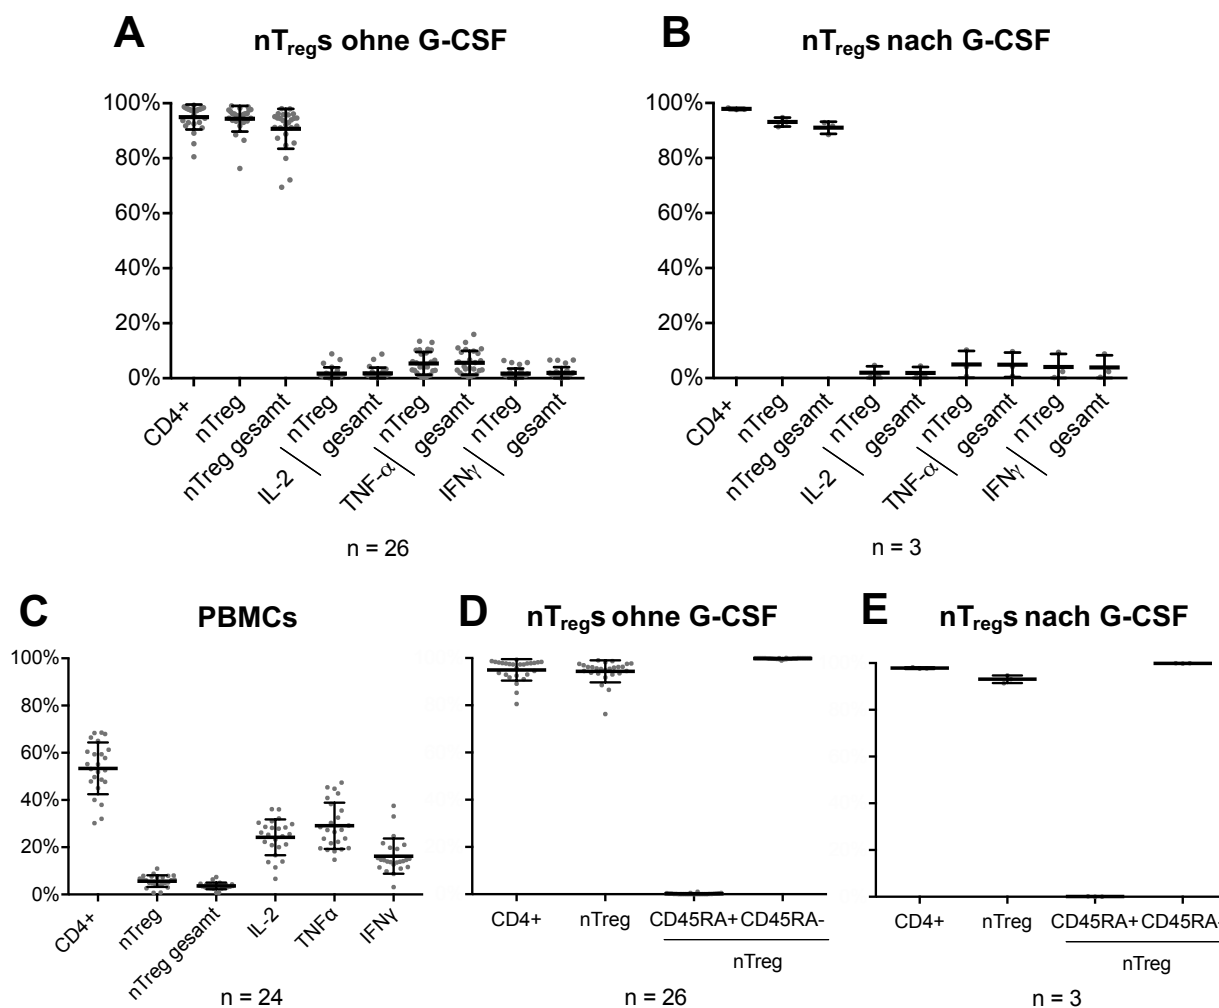 A nTregs ohne G-CSF
100%
80%
60%
40%
20%
0%
CD4+
nTreg
nTreg gesamt
IL-2 nTreg
gesamt
TNF-α nTreg
gesamt
IFNγ nTreg
gesamt
n = 26
B nTregs nach G-CSF
100%
80%
60%
40%
20%
0%
CD4+
nTreg
nTreg gesamt
IL-2 nTreg
gesamt
TNF-α nTreg
gesamt
IFNγ nTreg
gesamt
n = 3
C PBMCs
100%
80%
60%
40%
20%
0%
CD4+
nTreg
nTreg gesamt
IL-2
TNFα
IFNγ
n = 24
D nTregs ohne G-CSF
CD4+ nTreg CD45RA+ CD45RA-
nTreg
n = 26
E nTregs nach G-CSF
CD4+ nTreg CD45RA+ CD45RA-
nTreg
n = 3